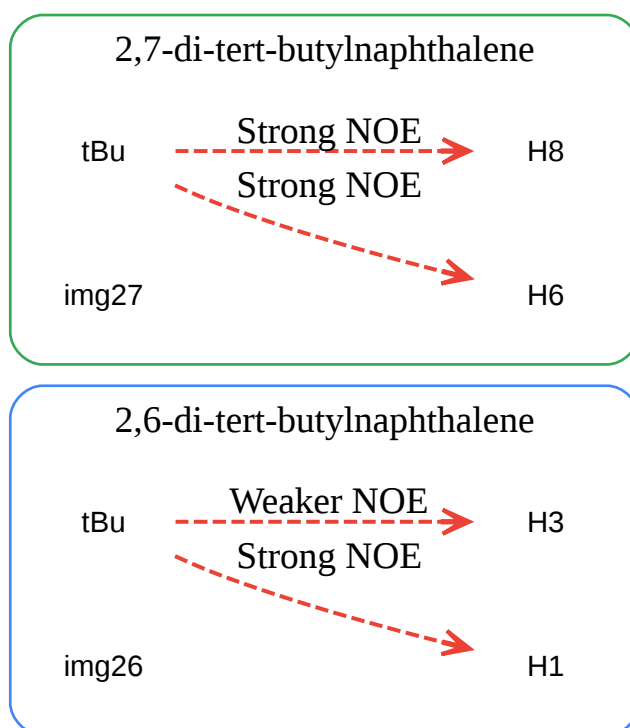 2,7-di-tert-butylnaphthalene
Strong NOE
tBu
H8
Strong NOE
img27
H6
2,6-di-tert-butylnaphthalene
Weaker NOE
tBu
H3
Strong NOE
img26
H1